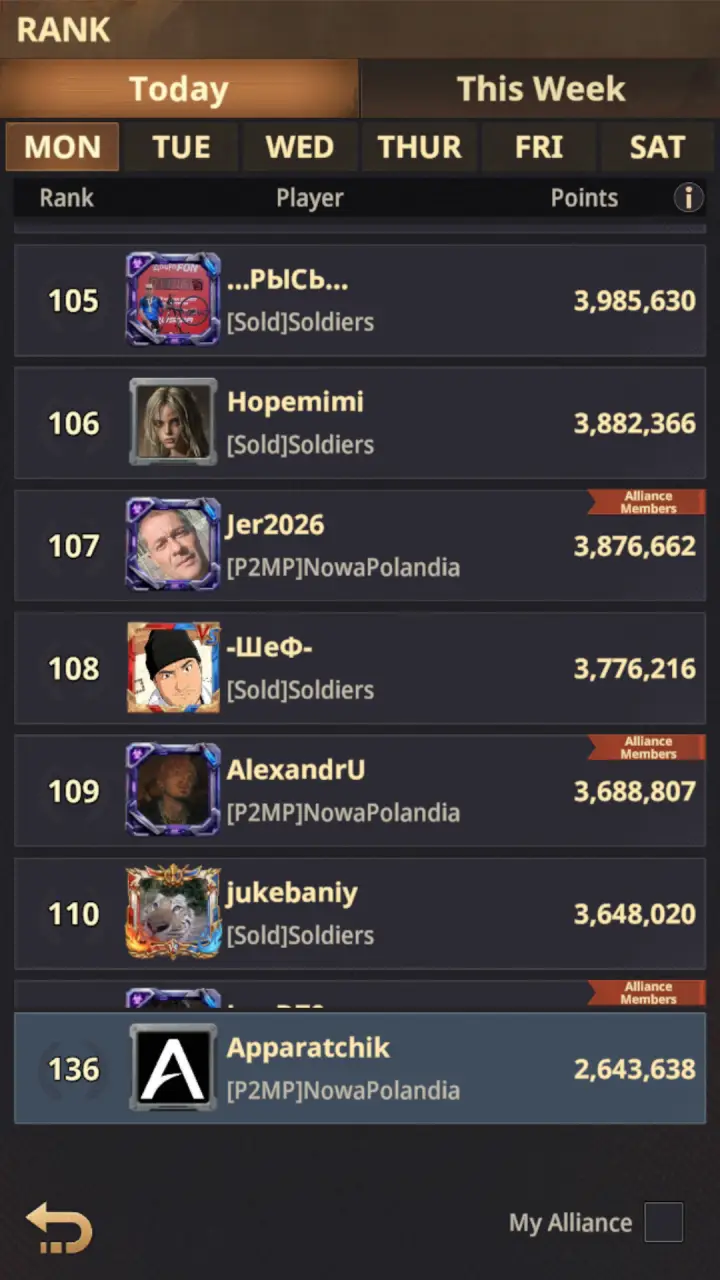 RANK
Today
This Week
MON
TUE
WED
THUR
FRI
SAT
Rank
Player
Points
105
...РЫСЬ...
[Sold]Soldiers
3,985,630
106
Hopemimi
[Sold]Soldiers
3,882,366
Alliance
Members
107
Jer2026
[P2MP]NowaPolandia
3,876,662
108
-ШеФ-
[Sold]Soldiers
3,776,216
Alliance
Members
109
AlexandrU
[P2MP]NowaPolandia
3,688,807
110
jukebaniy
[Sold]Soldiers
3,648,020
Alliance
Members
136
Apparatchik
[P2MP]NowaPolandia
2,643,638
My Alliance